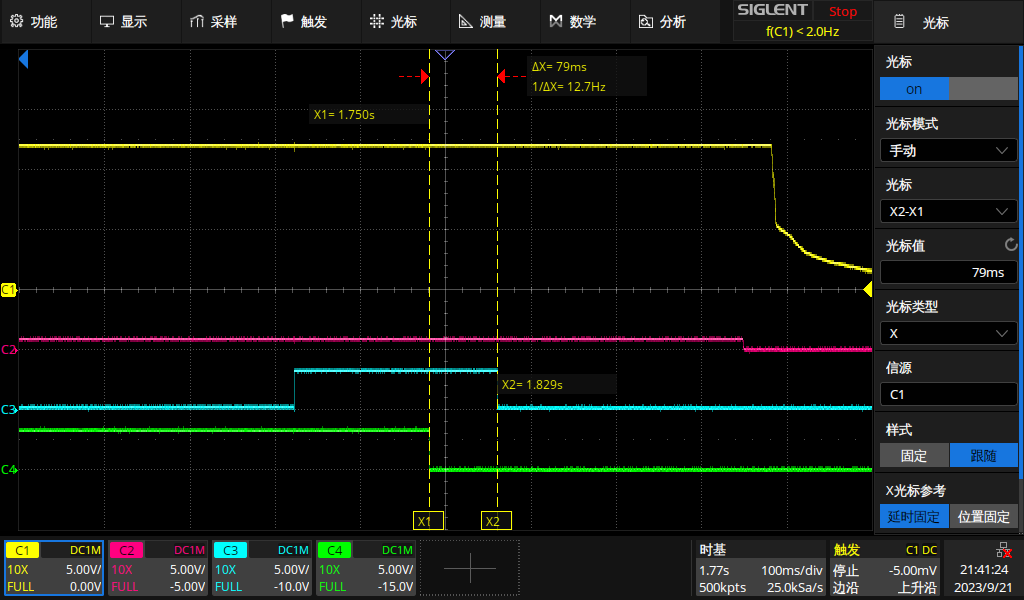 功能
显示
采样
触发
光标
测量
数学
分析
SIGLENT
Stop
f(C1) < 2.0Hz
光标
光标
on
光标模式
手动
光标
X2-X1
光标值
79ms
光标类型
X
信源
C1
样式
固定
跟随
X光标参考
延时固定
位置固定
ΔX= 79ms
1/ΔX= 12.7Hz
X1= 1.750s
C1
C2
X2= 1.829s
C3
C4
X1
X2
C1 DC1M
10X 5.00V/
FULL 0.00V
C2 DC1M
10X 5.00V/
FULL -5.00V
C3 DC1M
10X 5.00V/
FULL -10.0V
C4 DC1M
10X 5.00V/
FULL -15.0V
时基
1.77s 100ms/div
500kpts 25.0kSa/s
触发 C1 DC
停止 -5.00mV
边沿 上升沿
21:41:24
2023/9/21